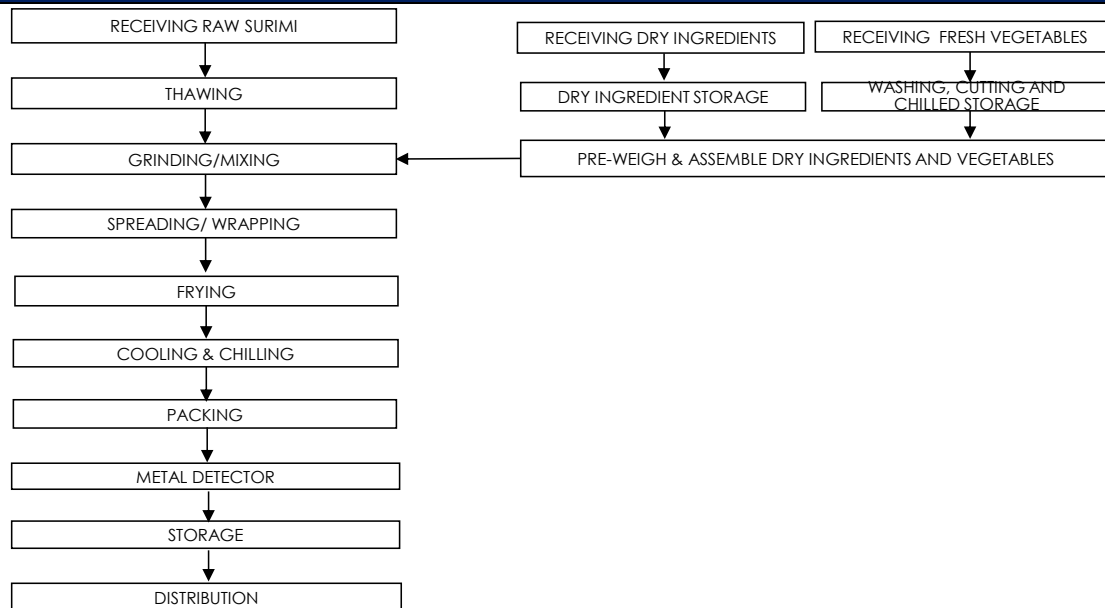 RECEIVING RAW SURIMI
THAWING
GRINDING/MIXING
SPREADING/ WRAPPING
FRYING
COOLING & CHILLING
PACKING
METAL DETECTOR
STORAGE
DISTRIBUTION
RECEIVING DRY INGREDIENTS
DRY INGREDIENT STORAGE
RECEIVING FRESH VEGETABLES
WASHING, CUTTING AND
CHILLED STORAGE
PRE-WEIGH & ASSEMBLE DRY INGREDIENTS AND VEGETABLES